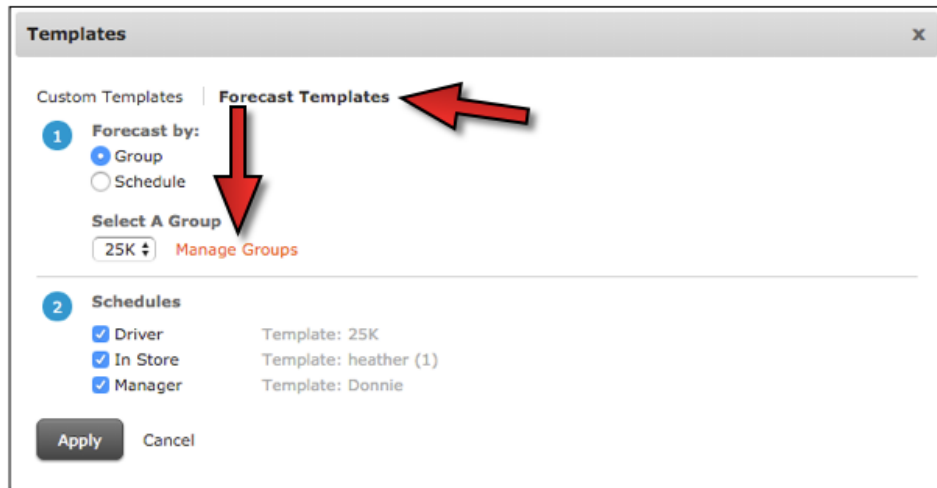 Templates x
Custom Templates Forecast Templates
1 Forecast by:
Group
Schedule
Select A Group
25K Manage Groups
2 Schedules
Driver Template: 25K
In Store Template: heather (1)
Manager Template: Donnie
Apply Cancel